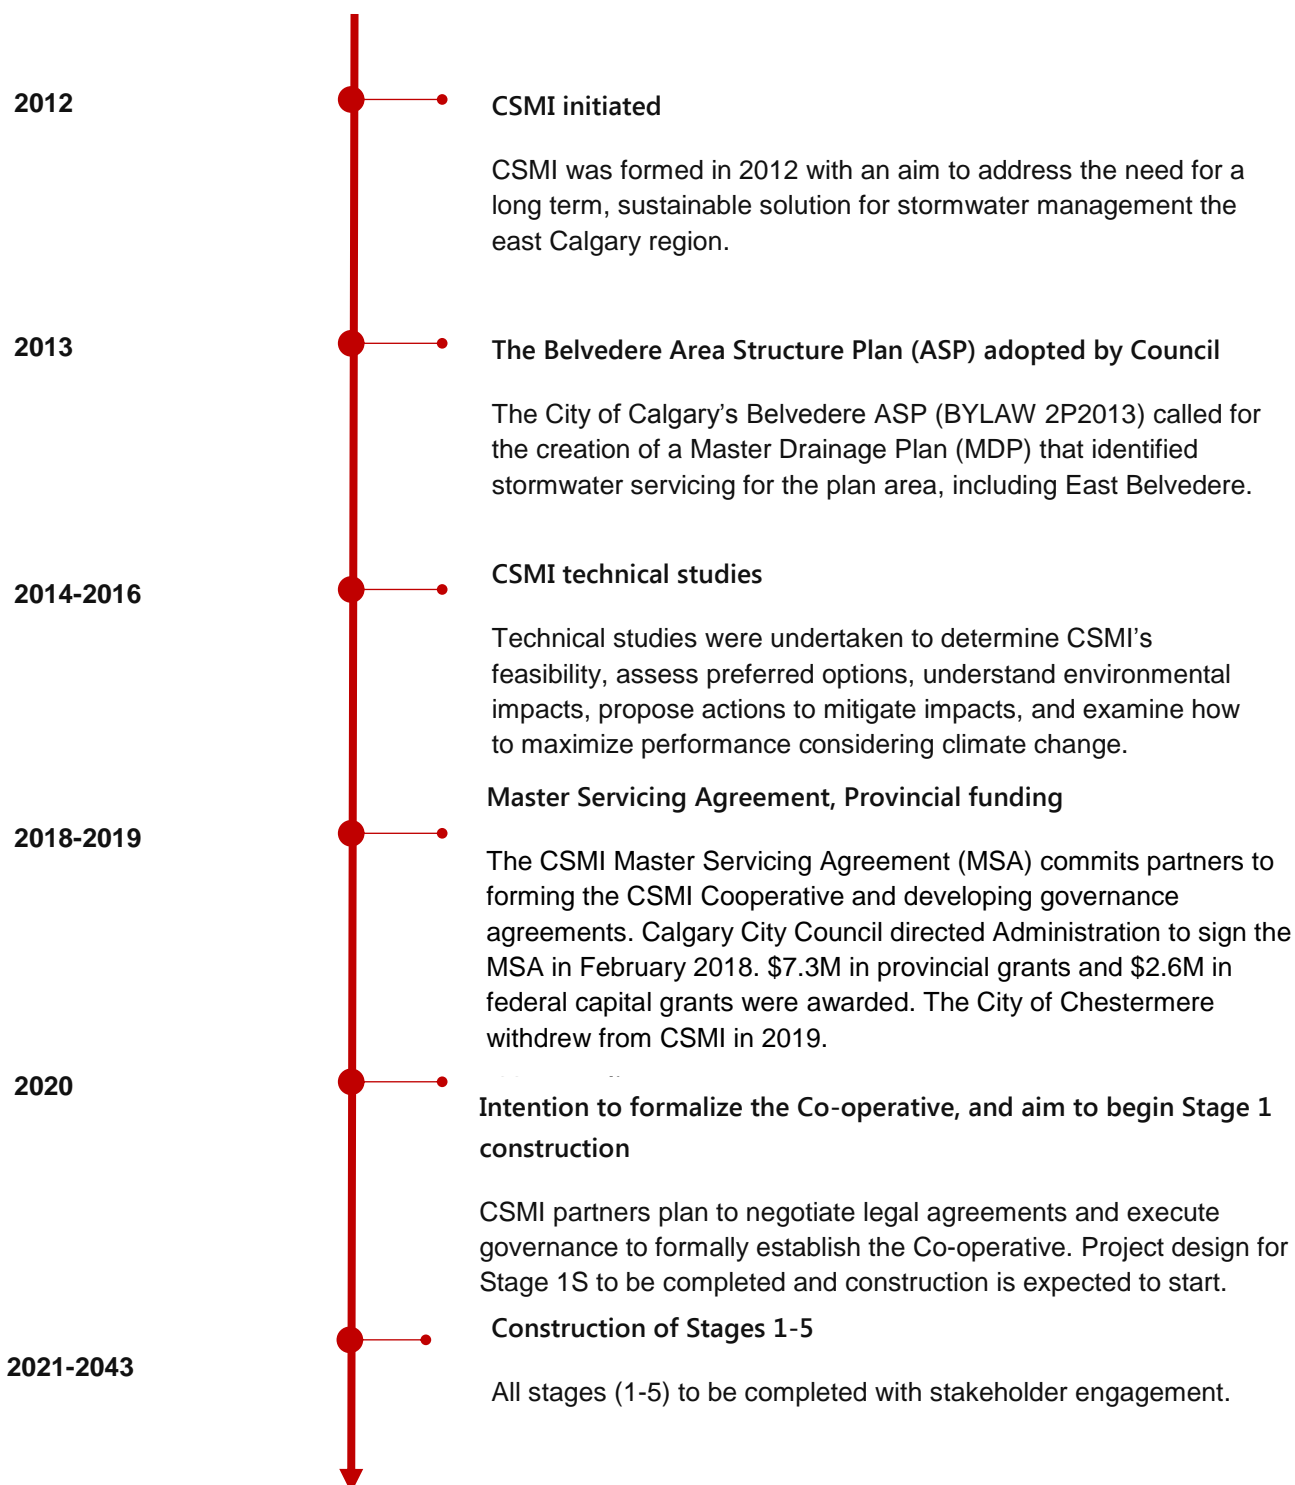 2012
CSMI initiated
CSMI was formed in 2012 with an aim to address the need for a
long term, sustainable solution for stormwater management the
east Calgary region.
2013
The Belvedere Area Structure Plan (ASP) adopted by Council
The City of Calgary’s Belvedere ASP (BYLAW 2P2013) called for
the creation of a Master Drainage Plan (MDP) that identified
stormwater servicing for the plan area, including East Belvedere.
2014-2016
CSMI technical studies
Technical studies were undertaken to determine CSMI’s
feasibility, assess preferred options, understand environmental
impacts, propose actions to mitigate impacts, and examine how
to maximize performance considering climate change.
2018-2019
Master Servicing Agreement, Provincial funding
The CSMI Master Servicing Agreement (MSA) commits partners to
forming the CSMI Cooperative and developing governance
agreements. Calgary City Council directed Administration to sign the
MSA in February 2018. $7.3M in provincial grants and $2.6M in
federal capital grants were awarded. The City of Chestermere
withdrew from CSMI in 2019.
2020
Intention to formalize the Co-operative, and aim to begin Stage 1
construction
CSMI partners plan to negotiate legal agreements and execute
governance to formally establish the Co-operative. Project design for
Stage 1S to be completed and construction is expected to start.
2021-2043
Construction of Stages 1-5
All stages (1-5) to be completed with stakeholder engagement.